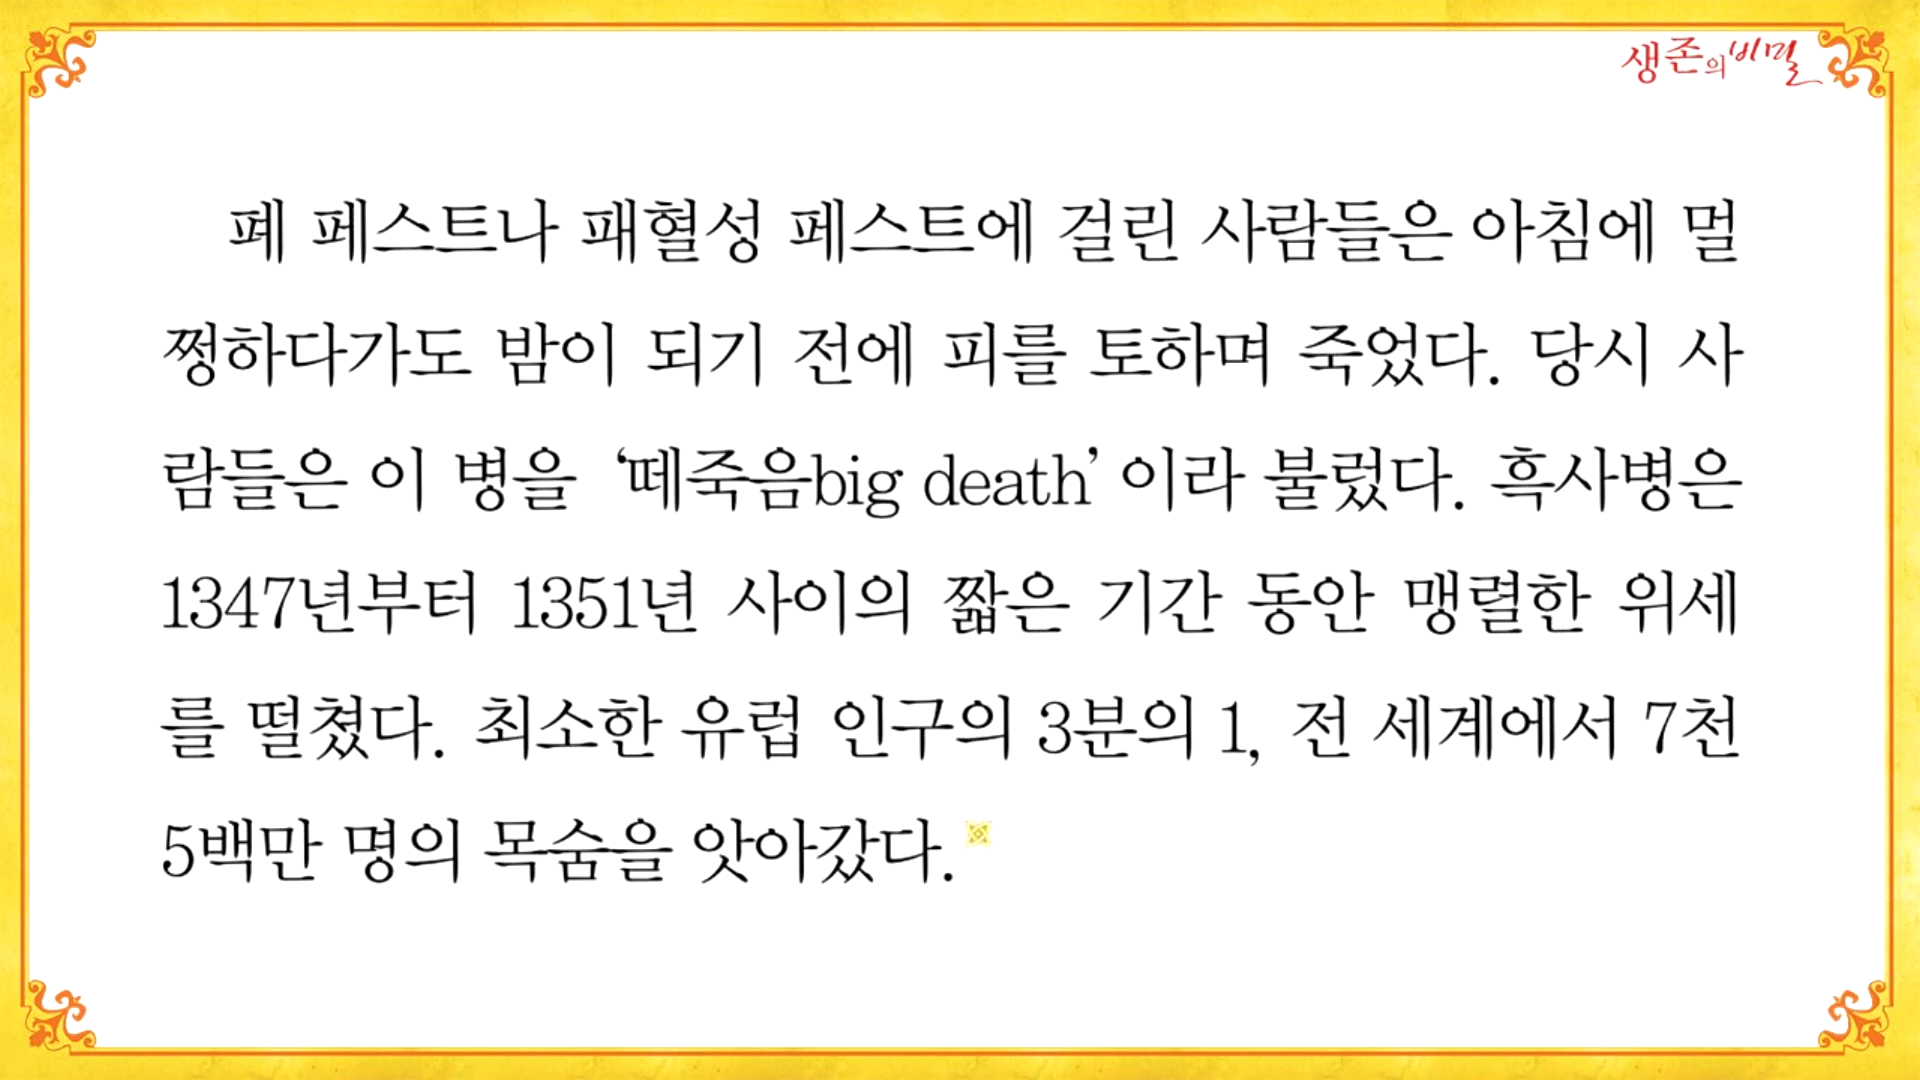 생존의 비밀
폐 페스트나 패혈성 페스트에 걸린 사람들은 아침에 멀
쩡하다가도 밤이 되기 전에 피를 토하며 죽었다. 당시 사
람들은 이 병을 ‘떼죽음big death’이라 불렀다. 흑사병은
1347년부터 1351년 사이의 짧은 기간 동안 맹렬한 위세
를 떨쳤다. 최소한 유럽 인구의 3분의 1, 전 세계에서 7천
5백만 명의 목숨을 앗아갔다.